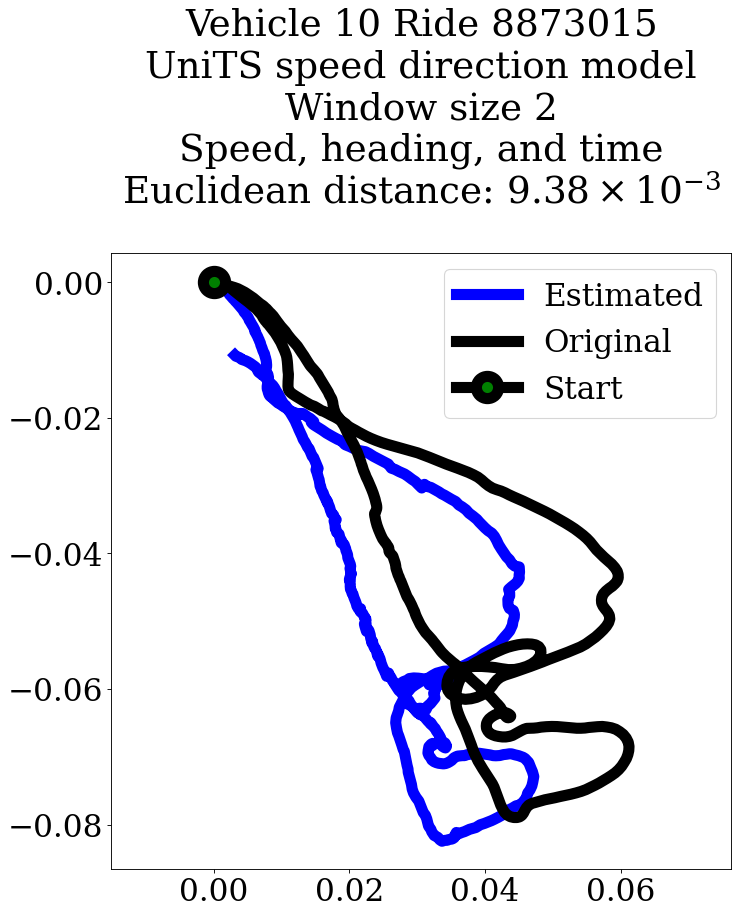 Vehicle 10 Ride 8873015
UniTS speed direction model
Window size 2
Speed, heading, and time
Euclidean distance: 9.38 × 10⁻³
Estimated
Original
Start
0.00
−0.02
−0.04
−0.06
−0.08
0.00 0.02 0.04 0.06